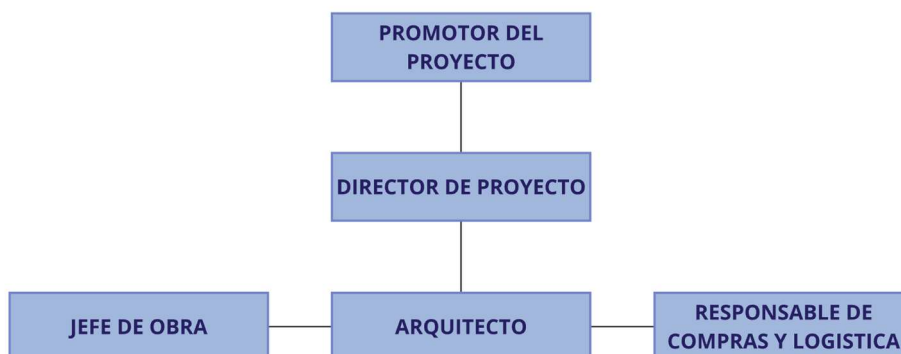 PROMOTOR DEL
PROYECTO
DIRECTOR DE PROYECTO
JEFE DE OBRA
ARQUITECTO
RESPONSABLE DE
COMPRAS Y LOGISTICA